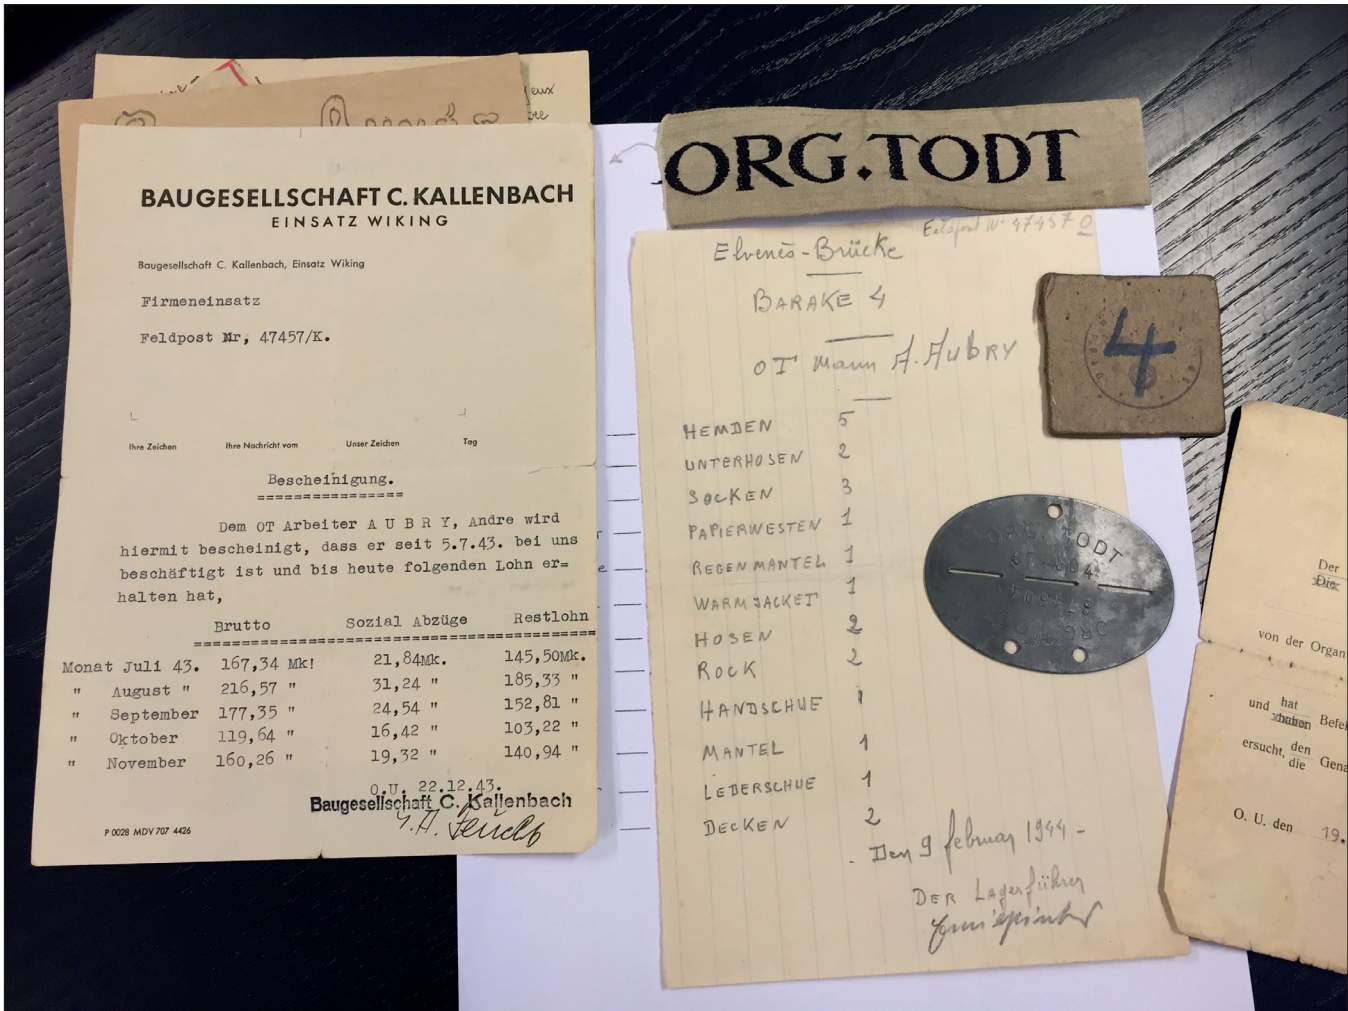 BAUGESELLSCHAFT C. KALLENBACH
EINSATZ WIKING
Baugesellschaft C. Kallenbach, Einsatz Wiking
Firmeneinsatz
Feldpost Nr, 47457/K.
Ihre Zeichen Ihre Nachricht vom Unser Zeichen Tag
Bescheinigung.
Dem OT Arbeiter A U B R Y, Andre wird
hiermit bescheinigt, dass er seit 5.7.43. bei uns
beschäftigt ist und bis heute folgenden Lohn er=
halten hat,
Brutto Sozial Abzüge Restlohn
Monat Juli 43. 167,34 Mk! 21,84Mk. 145,50Mk.
" August " 216,57 " 31,24 " 185,33 "
" September 177,35 " 24,54 " 152,81 "
" Oktober 119,64 " 16,42 " 103,22 "
" November 160,26 " 19,32 " 140,94 "
O.U. 22.12.43.
Baugesellschaft C. Kallenbach
P 0028 MDV 707 4426
ORG.TODT
47457 O
Elvenes-Brücke
BARAKE 4
OT Mann A. AUBRY
HEMDEN 5
UNTERHOSEN 2
SOCKEN 3
PAPIERWESTEN 1
REGENMANTEL 1
WARMJACKET 1
HOSEN 2
ROCK 2
HANDSCHUE 1
MANTEL 1
LEDERSCHUE 1
DECKEN 2
Den 9 februar 1944 -
DER Lagerführer
4
ORG. TODT
ORG. TODT
Der
Die
von der Organ
hat
und haben Befe
den
ersucht, die Gena
O. U. den 19.